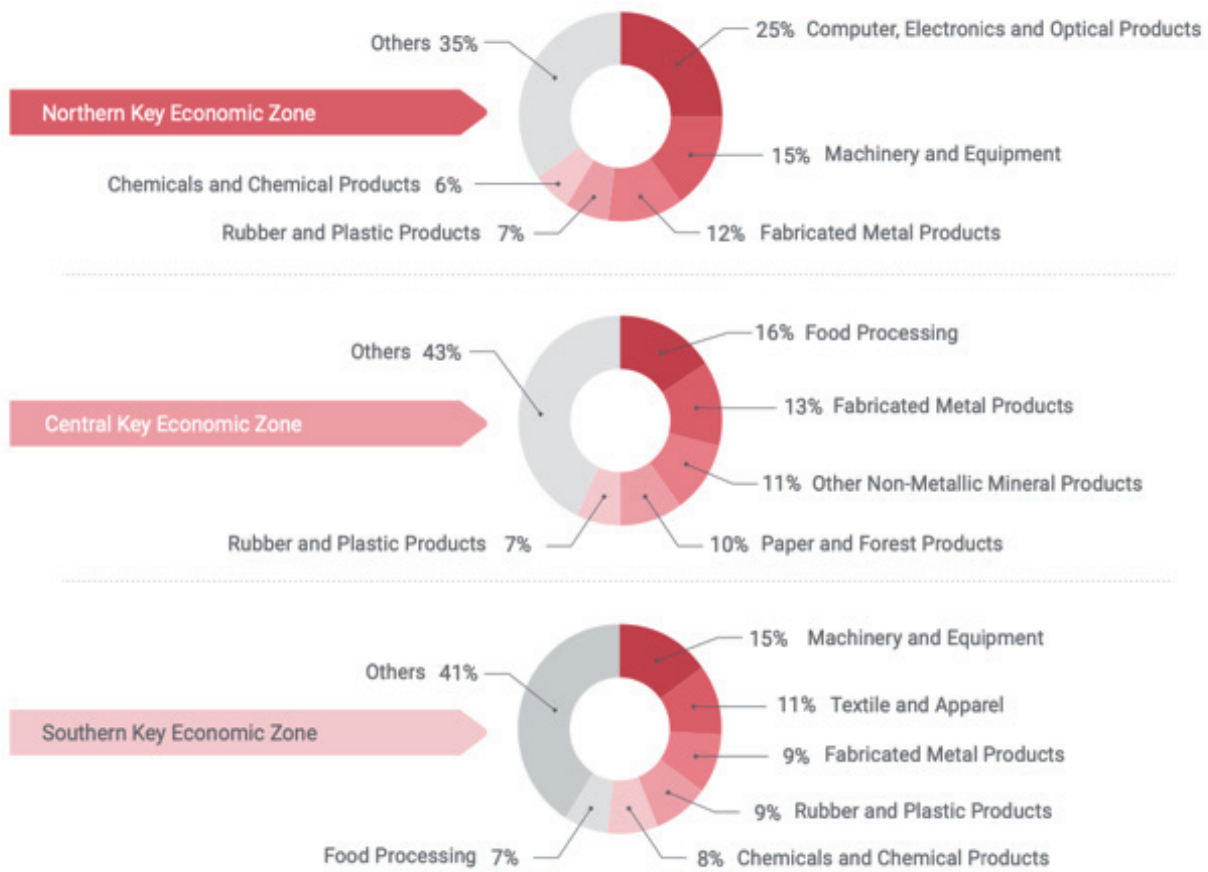 Others 35%
25% Computer, Electronics and Optical Products
Northern Key Economic Zone
15% Machinery and Equipment
Chemicals and Chemical Products 6%
Rubber and Plastic Products 7%
12% Fabricated Metal Products
Others 43%
16% Food Processing
13% Fabricated Metal Products
Central Key Economic Zone
11% Other Non-Metallic Mineral Products
Rubber and Plastic Products 7%
10% Paper and Forest Products
Others 41%
15% Machinery and Equipment
11% Textile and Apparel
Southern Key Economic Zone
9% Fabricated Metal Products
9% Rubber and Plastic Products
Food Processing 7%
8% Chemicals and Chemical Products